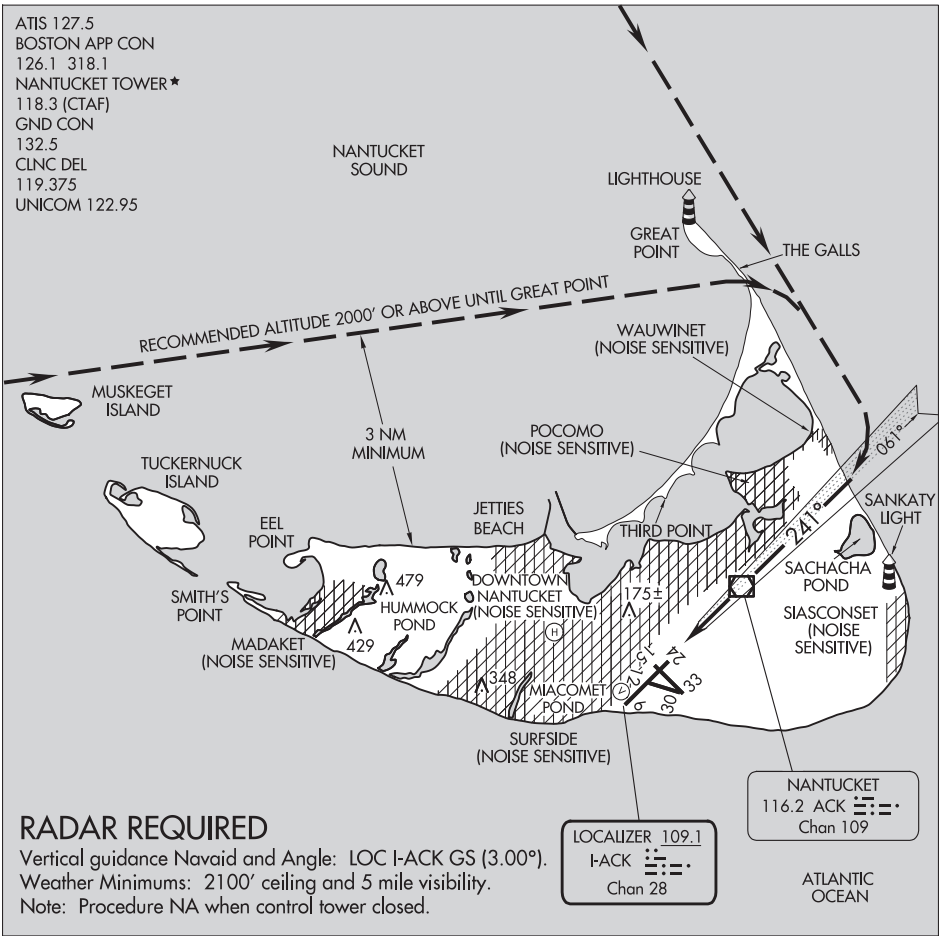 ATIS 127.5
BOSTON APP CON
126.1 318.1
NANTUCKET TOWER★
118.3 (CTAF)
GND CON
132.5
CLNC DEL
119.375
UNICOM 122.95
NANTUCKET
SOUND
LIGHTHOUSE
GREAT
POINT
THE GALLS
RECOMMENDED ALTITUDE 2000' OR ABOVE UNTIL GREAT POINT
WAUWINET
(NOISE SENSITIVE)
MUSKEGET
ISLAND
3 NM
MINIMUM
POCOMO
(NOISE SENSITIVE)
061°
TUCKERNUCK
ISLAND
JETTIES
BEACH
EEL
POINT
THIRD POINT
241°
SANKATY
LIGHT
SACHACHA
POND
SMITH'S
POINT
479
HUMMOCK
POND
DOWNTOWN
NANTUCKET
(NOISE SENSITIVE)
H
175±
SIASCONSET
(NOISE
SENSITIVE)
MADAKET
(NOISE SENSITIVE)
429
348
MIACOMET
POND
V
15-12
24
6
30
33
SURFSIDE
(NOISE SENSITIVE)
NANTUCKET
116.2 ACK
Chan 109
LOCALIZER 109.1
I-ACK
Chan 28
ATLANTIC
OCEAN
RADAR REQUIRED
Vertical guidance Navaid and Angle: LOC I-ACK GS (3.00°).
Weather Minimums: 2100' ceiling and 5 mile visibility.
Note: Procedure NA when control tower closed.